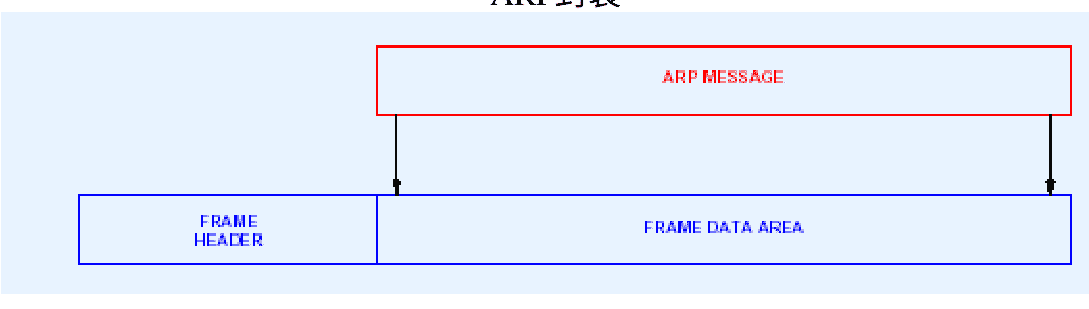 ARP封装
ARP MESSAGE
FRAME
HEADER
FRAME DATA AREA